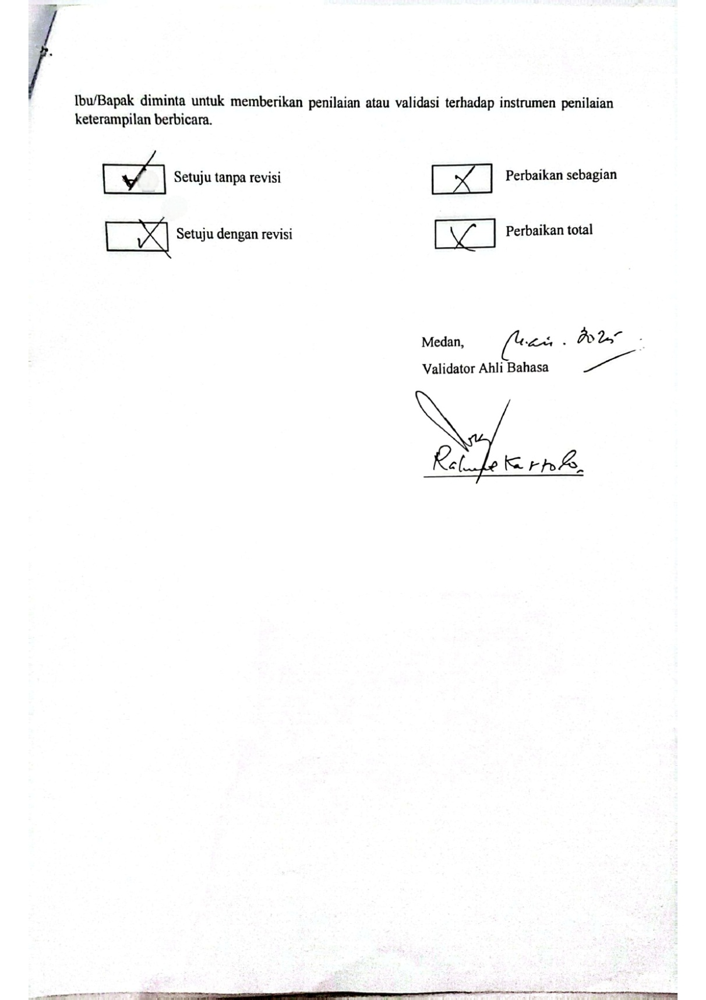 Ibu/Bapak diminta untuk memberikan penilaian atau validasi terhadap instrumen penilaian
keterampilan berbicara.
Setuju tanpa revisi
Perbaikan sebagian
Setuju dengan revisi
Perbaikan total
Medan, Mei. 2025
Validator Ahli Bahasa
Kartolo